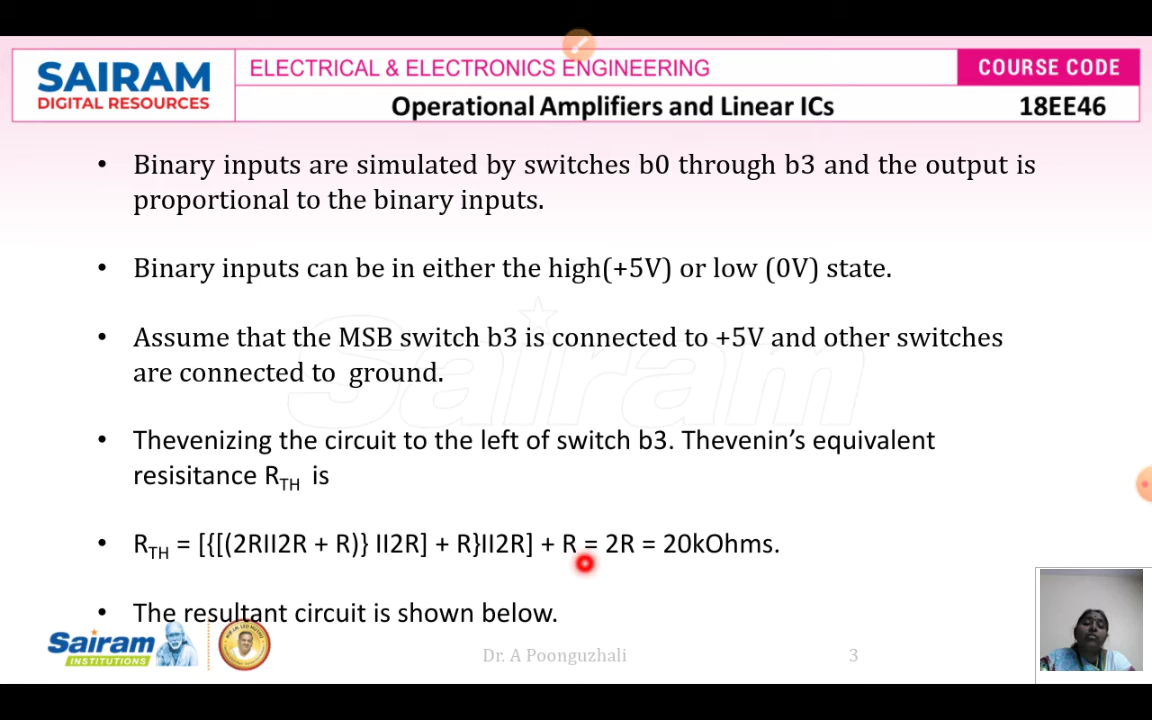 SAIRAM
DIGITAL RESOURCES
ELECTRICAL & ELECTRONICS ENGINEERING
COURSE CODE
Operational Amplifiers and Linear ICs
18EE46
• Binary inputs are simulated by switches b0 through b3 and the output is
proportional to the binary inputs.
• Binary inputs can be in either the high(+5V) or low (0V) state.
• Assume that the MSB switch b3 is connected to +5V and other switches
are connected to ground.
• Thevenizing the circuit to the left of switch b3. Thevenin's equivalent
resisitance RTH is
• RTH = [{[(2RII2R + R)} II2R] + R}II2R] + R = 2R = 20kOhms.
• The resultant circuit is shown below.
Sairam
Sairam
INSTITUTIONS
Dr. A Poonguzhali
3